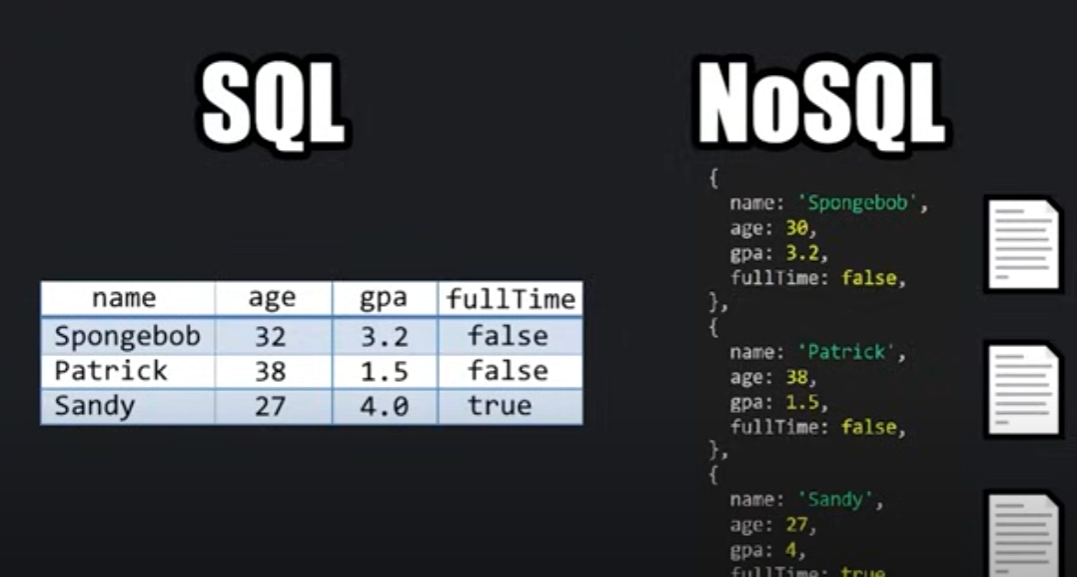 SQL
name age gpa fullTime
Spongebob 32 3.2 false
Patrick 38 1.5 false
Sandy 27 4.0 true
NoSQL
{
name: 'Spongebob',
age: 30,
gpa: 3.2,
fullTime: false,
},
{
name: 'Patrick',
age: 38,
gpa: 1.5,
fullTime: false,
},
{
name: 'Sandy',
age: 27,
gpa: 4,
fullTime: true